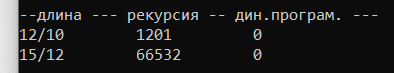 --длина --- рекурсия -- дин.програм. ---
12/10 1201 0
15/12 66532 0